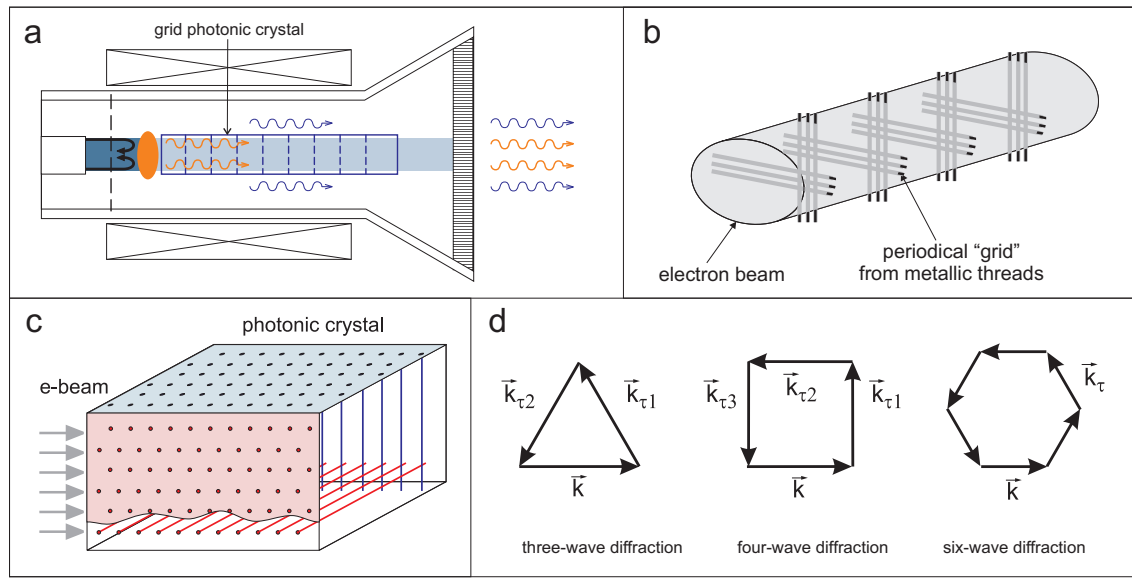 a
grid photonic crystal
b
electron beam
periodical “grid”
from metallic threads
c
photonic crystal
e-beam
d
k⃗τ2
k⃗τ1
k⃗
three-wave diffraction
k⃗τ3
k⃗τ2
k⃗τ1
k⃗
four-wave diffraction
k⃗τ
k⃗
six-wave diffraction